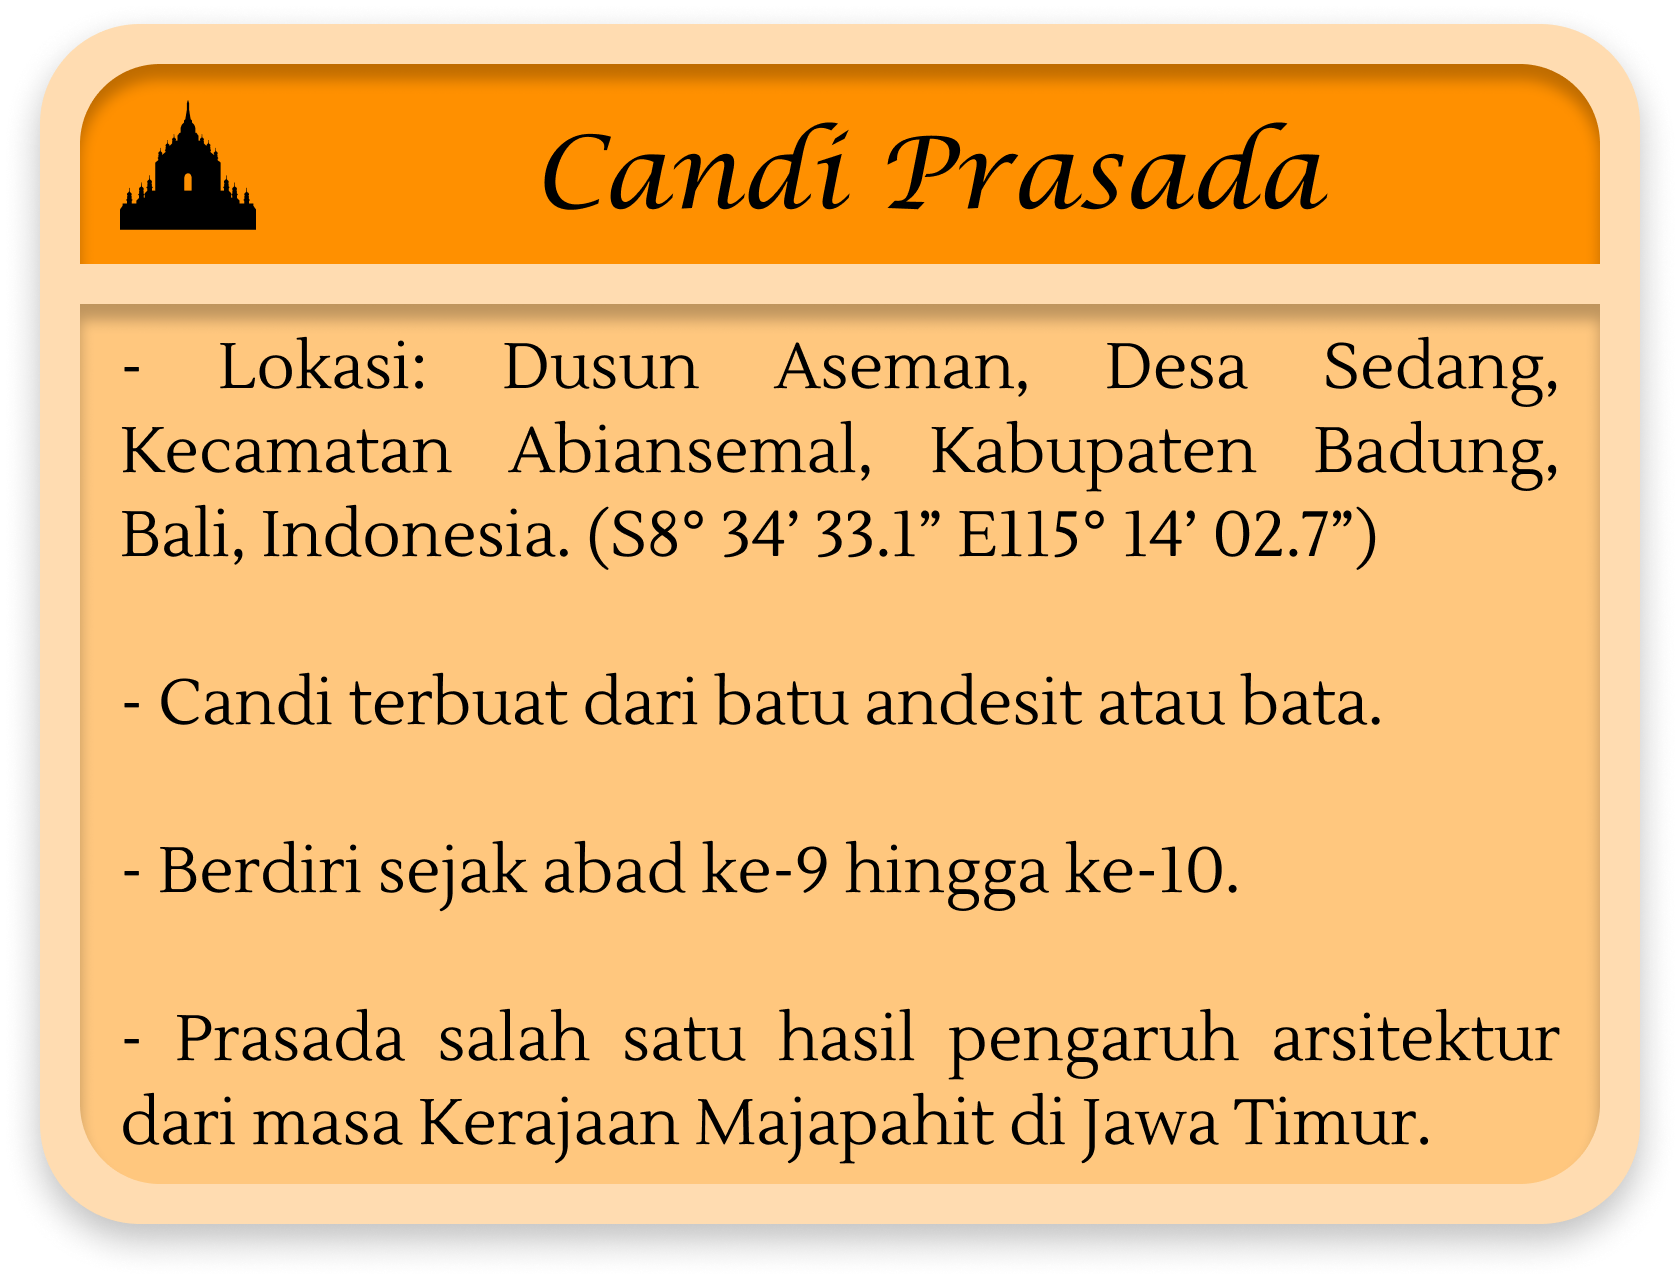 Candi Prasada
- Lokasi: Dusun Aseman, Desa Sedang,
Kecamatan Abiansemal, Kabupaten Badung,
Bali, Indonesia. (S8° 34’ 33.1” E115° 14’ 02.7”)
- Candi terbuat dari batu andesit atau bata.
- Berdiri sejak abad ke-9 hingga ke-10.
- Prasada salah satu hasil pengaruh arsitektur
dari masa Kerajaan Majapahit di Jawa Timur.